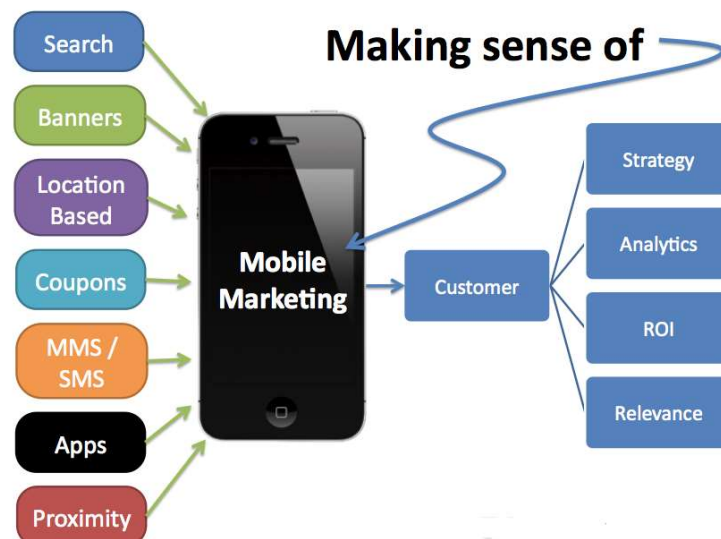 Making sense of
Search
Banners
Location
Based
Coupons
MMS /
SMS
Apps
Proximity
Mobile
Marketing
Customer
Strategy
Analytics
ROI
Relevance